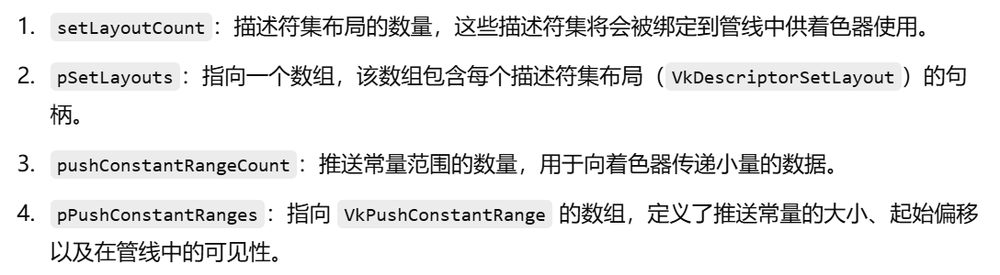 1. setLayoutCount：描述符集布局的数量，这些描述符集将会被绑定到管线中供着色器使用。
2. pSetLayouts：指向一个数组，该数组包含每个描述符集布局（VkDescriptorSetLayout）的句
柄。
3. pushConstantRangeCount：推送常量范围的数量，用于向着色器传递小量的数据。
4. pPushConstantRanges：指向 VkPushConstantRange 的数组，定义了推送常量的大小、起始偏移
以及在管线中的可见性。